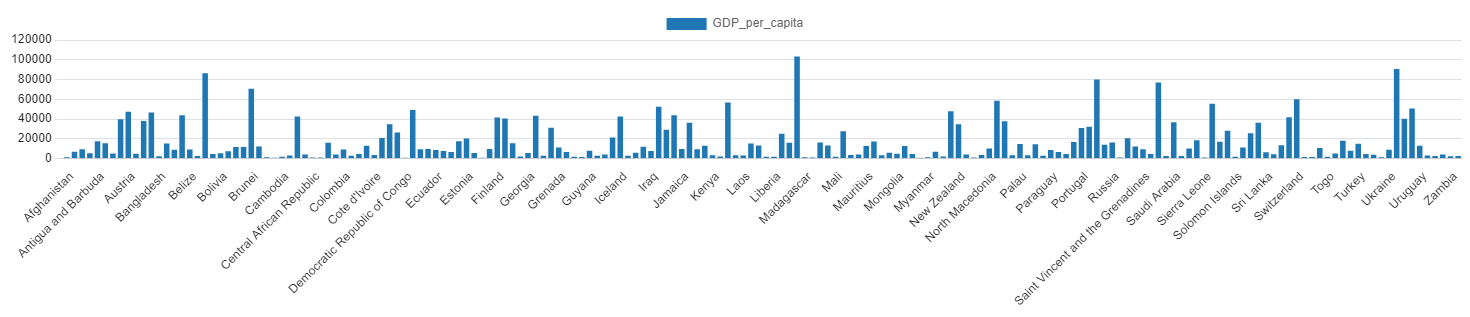 GDP_per_capita
120000
100000
80000
60000
40000
20000
0
Afghanistan
Antigua and Barbuda
Austria
Bangladesh
Belize
Bolivia
Brunei
Cambodia
Central African Republic
Colombia
Cote d'Ivoire
Democratic Republic of Congo
Ecuador
Estonia
Finland
Georgia
Grenada
Guyana
Iceland
Iraq
Jamaica
Kenya
Laos
Liberia
Madagascar
Mali
Mauritius
Mongolia
Myanmar
New Zealand
North Macedonia
Palau
Paraguay
Portugal
Russia
Saint Vincent and the Grenadines
Saudi Arabia
Sierra Leone
Solomon Islands
Sri Lanka
Switzerland
Togo
Turkey
Ukraine
Uruguay
Zambia